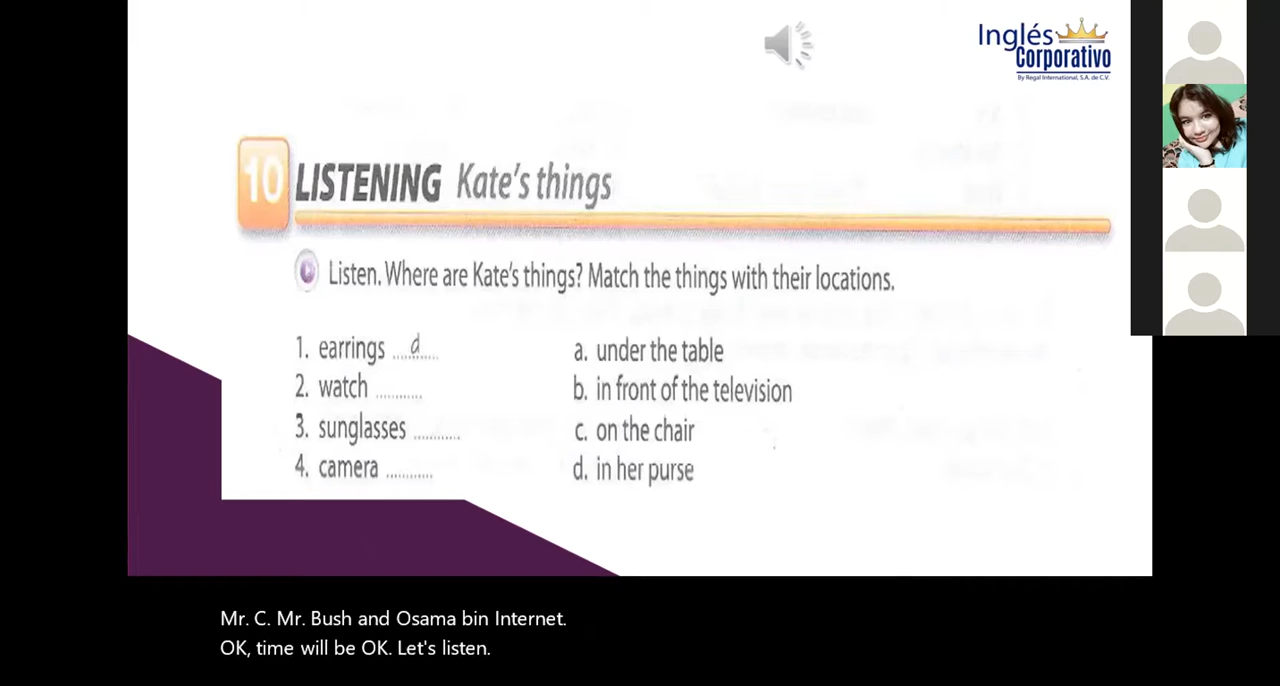 Inglés
Corporativo
By Regal International, S.A. de C.V.
10 LISTENING Kate's things
Listen. Where are Kate's things? Match the things with their locations.
1. earrings ....d.....
a. under the table
2. watch ...........
b. in front of the television
3. sunglasses ...........
c. on the chair
4. camera ...........
d. in her purse
Mr. C. Mr. Bush and Osama bin Internet.
OK, time will be OK. Let's listen.